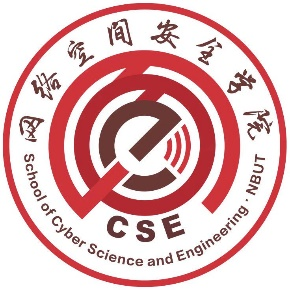 网络空间安全学院
CSE
School of Cyber Science and Engineering · NBUT